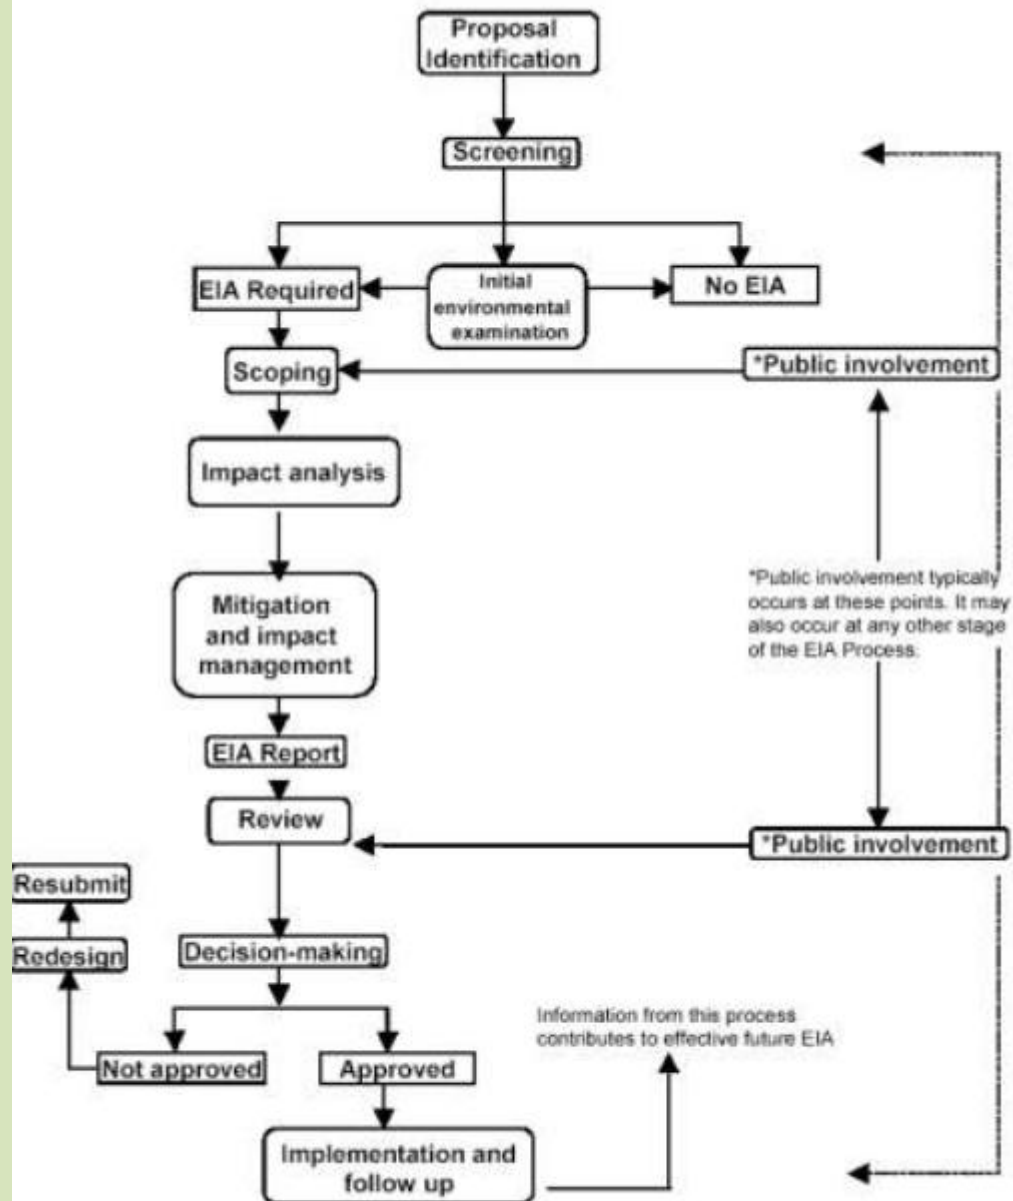 Proposal
Identification
Screening
EIA Required
Initial
environmental
examination
No EIA
Scoping
*Public involvement
Impact analysis
*Public involvement typically
occurs at these points. It may
also occur at any other stage
of the EIA Process.
Mitigation
and impact
management
EIA Report
Review
*Public involvement
Resubmit
Redesign
Decision-making
Information from this process
contributes to effective future EIA
Not approved
Approved
Implementation and
follow up